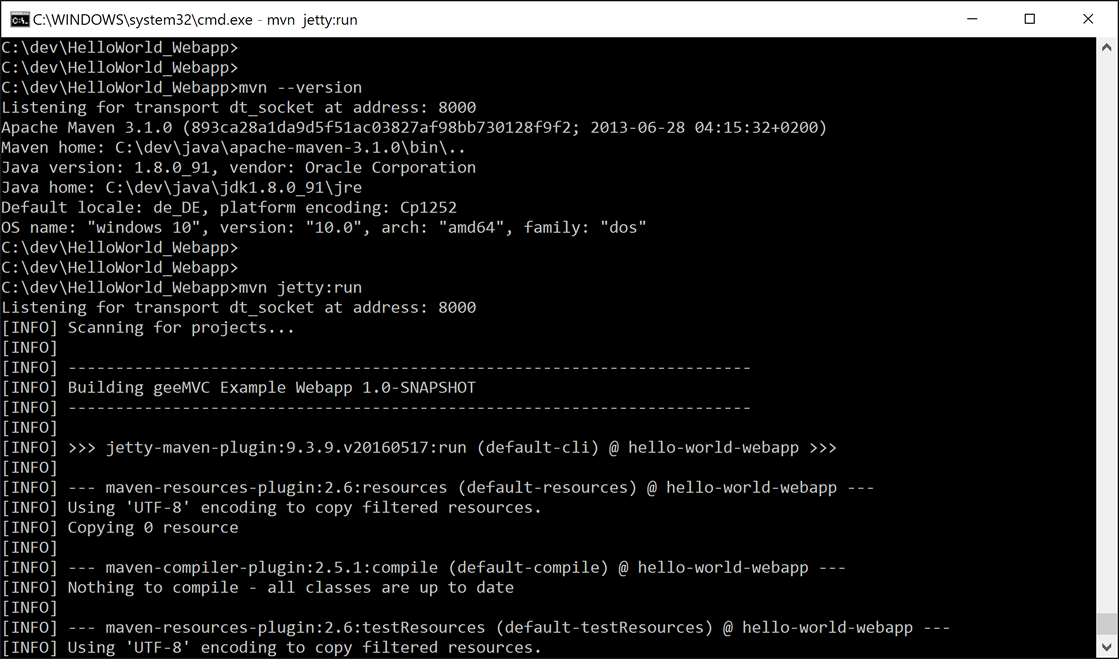 C:\WINDOWS\system32\cmd.exe - mvn  jetty:run
C:\dev\HelloWorld_Webapp>
C:\dev\HelloWorld_Webapp>
C:\dev\HelloWorld_Webapp>mvn --version
Listening for transport dt_socket at address: 8000
Apache Maven 3.1.0 (893ca28a1da9d5f51ac03827af98bb730128f9f2; 2013-06-28 04:15:32+0200)
Maven home: C:\dev\java\apache-maven-3.1.0\bin\..
Java version: 1.8.0_91, vendor: Oracle Corporation
Java home: C:\dev\java\jdk1.8.0_91\jre
Default locale: de_DE, platform encoding: Cp1252
OS name: "windows 10", version: "10.0", arch: "amd64", family: "dos"
C:\dev\HelloWorld_Webapp>
C:\dev\HelloWorld_Webapp>
C:\dev\HelloWorld_Webapp>mvn jetty:run
Listening for transport dt_socket at address: 8000
[INFO] Scanning for projects...
[INFO]
[INFO] ------------------------------------------------------------------------
[INFO] Building geeMVC Example Webapp 1.0-SNAPSHOT
[INFO] ------------------------------------------------------------------------
[INFO]
[INFO] >>> jetty-maven-plugin:9.3.9.v20160517:run (default-cli) @ hello-world-webapp >>>
[INFO]
[INFO] --- maven-resources-plugin:2.6:resources (default-resources) @ hello-world-webapp ---
[INFO] Using 'UTF-8' encoding to copy filtered resources.
[INFO] Copying 0 resource
[INFO]
[INFO] --- maven-compiler-plugin:2.5.1:compile (default-compile) @ hello-world-webapp ---
[INFO] Nothing to compile - all classes are up to date
[INFO]
[INFO] --- maven-resources-plugin:2.6:testResources (default-testResources) @ hello-world-webapp ---
[INFO] Using 'UTF-8' encoding to copy filtered resources.